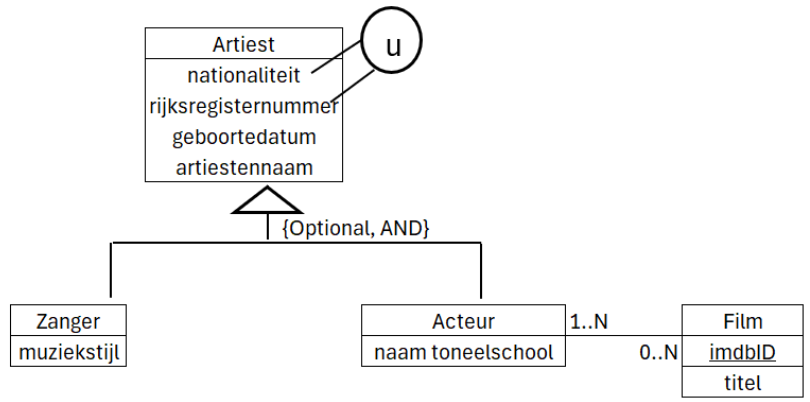 Artiest
u
nationaliteit
rijksregisternummer
geboortedatum
artiestennaam
{Optional, AND}
Zanger
muziekstijl
Acteur
naam toneelschool
1..N
0..N
Film
imdbID
titel